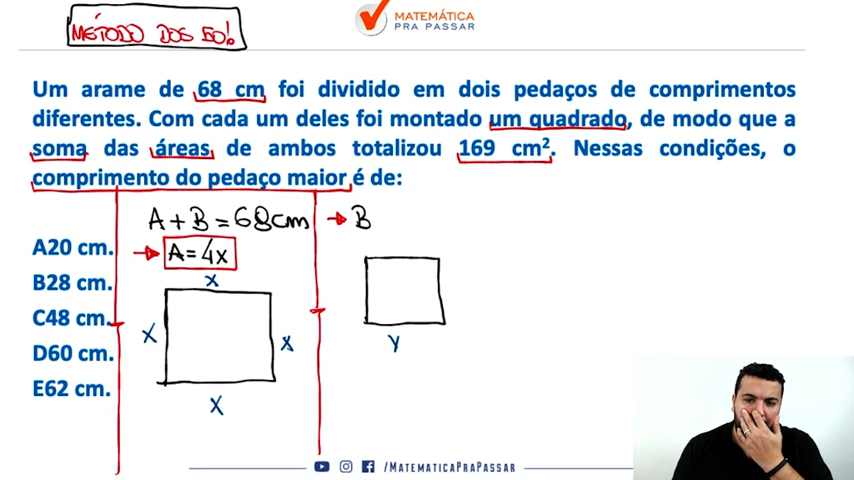 MÉTODO DOS 50!
MATEMÁTICA
PRA PASSAR
Um arame de 68 cm foi dividido em dois pedaços de comprimentos
diferentes. Com cada um deles foi montado um quadrado, de modo que a
soma das áreas de ambos totalizou 169 cm². Nessas condições, o
comprimento do pedaço maior é de:
A + B = 68cm → B
A20 cm.
→ A = 4x
B28 cm.
x
C48 cm.
x
x
y
D60 cm.
E62 cm.
x
/MATEMATICAPRAPASSAR